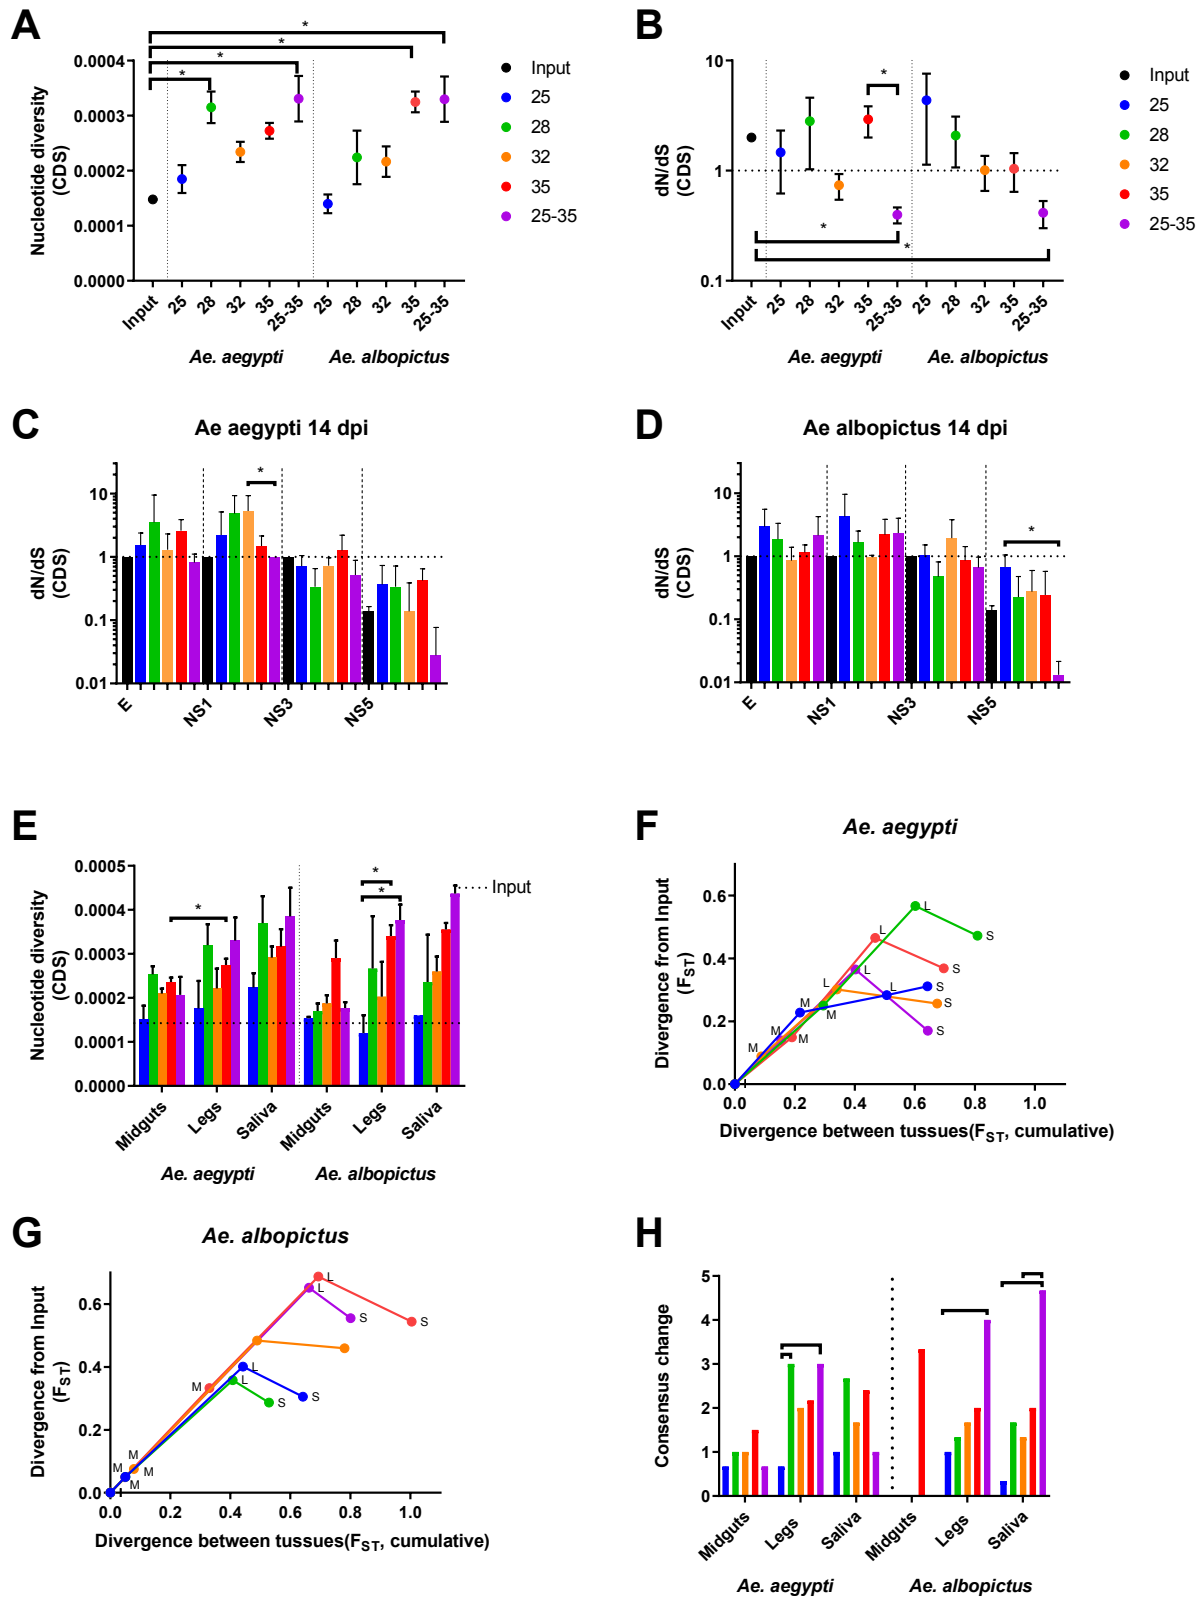 A
Nucleotide diversity
(CDS)
0.0004
0.0003
0.0002
0.0001
0.0000
* * * *
Input 25 28 32 35 25-35 25 28 32 35 25-35
Ae. aegypti Ae. albopictus
Input
25
28
32
35
25-35
B
dN/dS
(CDS)
10
1
0.1
* * *
Input 25 28 32 35 25-35 25 28 32 35 25-35
Ae. aegypti Ae. albopictus
Input
25
28
32
35
25-35
C
Ae aegypti 14 dpi
dN/dS
(CDS)
10
1
0.1
0.01
*
E NS1 NS3 NS5
D
Ae albopictus 14 dpi
dN/dS
(CDS)
10
1
0.1
0.01
*
E NS1 NS3 NS5
E
Nucleotide diversity
(CDS)
0.0005
0.0004
0.0003
0.0002
0.0001
0.0000
* * *
Input
Midguts Legs Saliva Midguts Legs Saliva
Ae. aegypti Ae. albopictus
F
Ae. aegypti
Divergence from Input
(FST)
0.6
0.4
0.2
0.0
L S
L S
L L S
L S
M M M M
S
0.0 0.2 0.4 0.6 0.8 1.0
Divergence between tussues(FST, cumulative)
G
Ae. albopictus
Divergence from Input
(FST)
0.6
0.4
0.2
0.0
L
L S S
L S
L S
M
M
M M
M
0.0 0.2 0.4 0.6 0.8 1.0
Divergence between tussues(FST, cumulative)
H
Consensus change
5
4
3
2
1
0
Midguts Legs Saliva Midguts Legs Saliva
Ae. aegypti Ae. albopictus